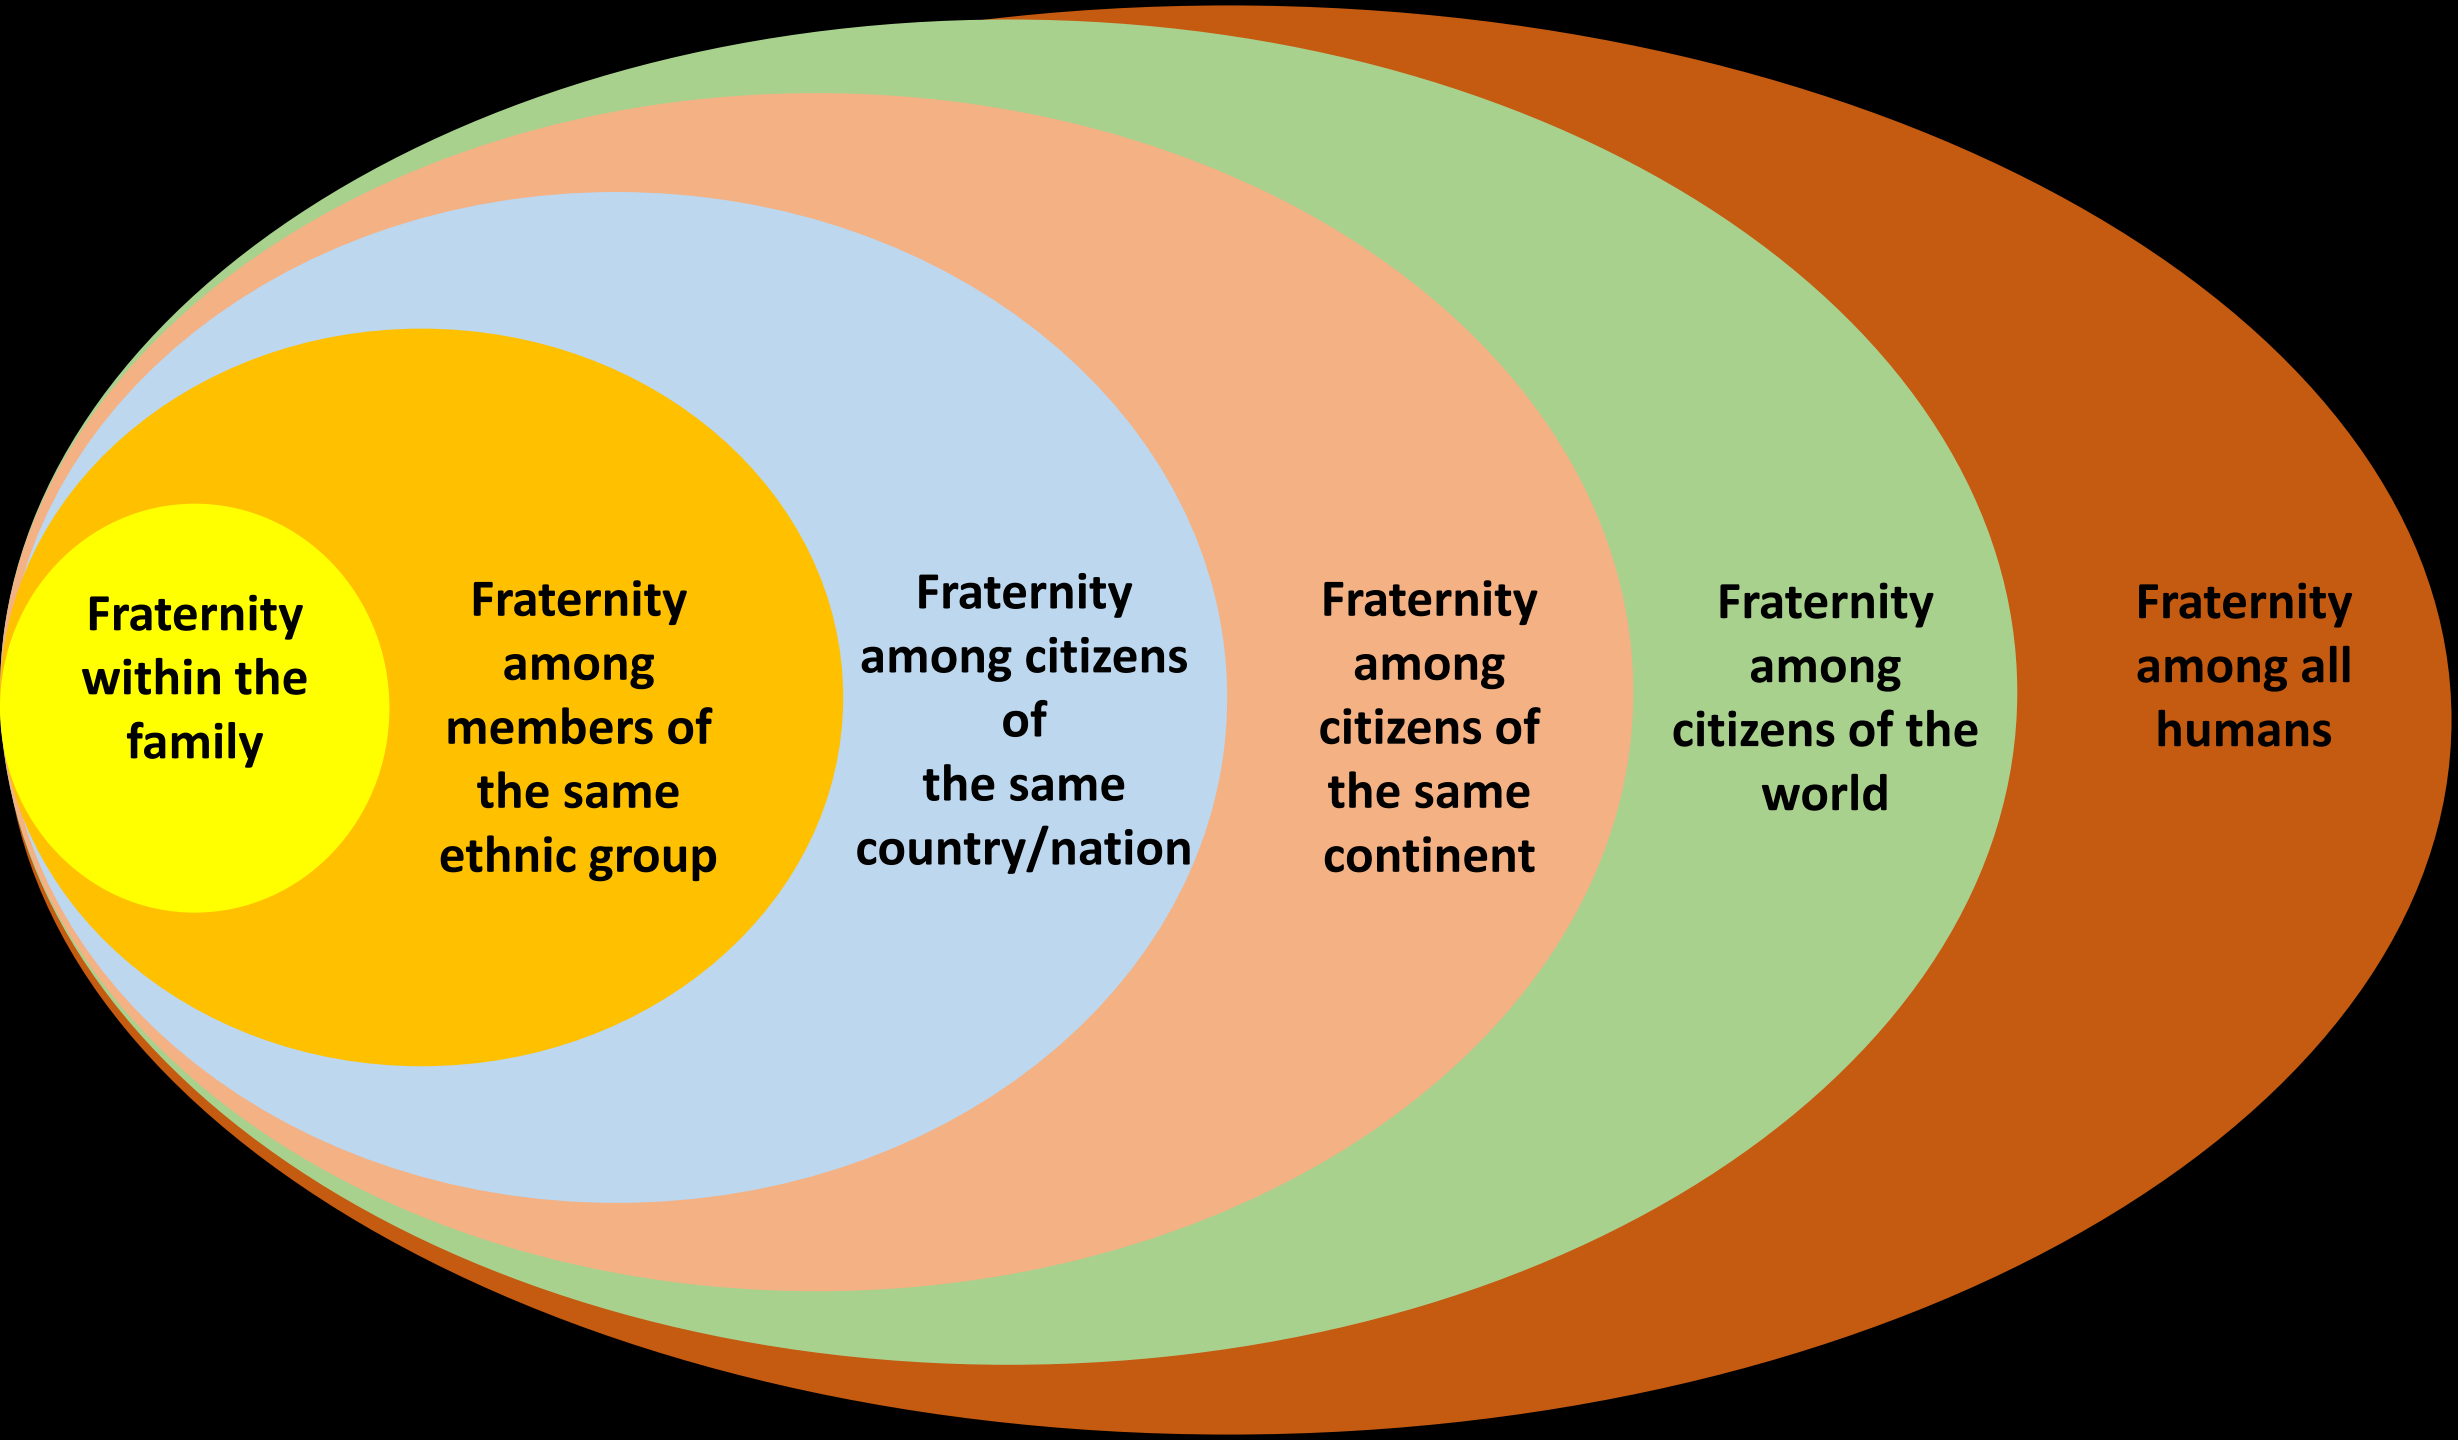 Fraternity
within the
family
Fraternity
among
members of
the same
ethnic group
Fraternity
among citizens
of
the same
country/nation
Fraternity
among
citizens of
the same
continent
Fraternity
among
citizens of the
world
Fraternity
among all
humans